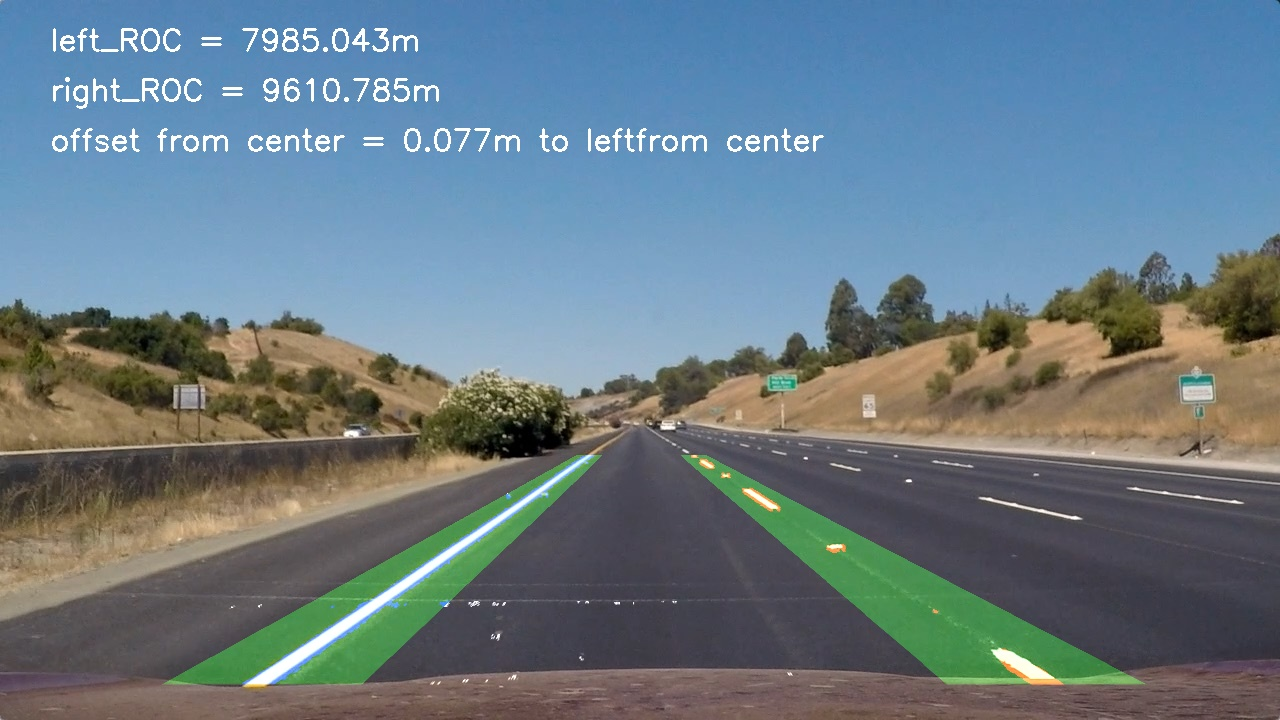 left_ROC = 7985.043m
right_ROC = 9610.785m
offset from center = 0.077m to leftfrom center